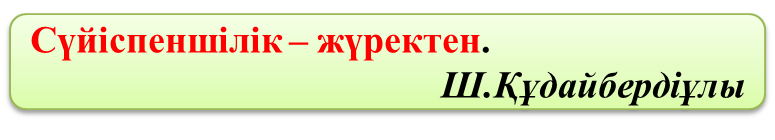 Сүйіспеншілік – жүректен.
Ш.Құдайбердіұлы